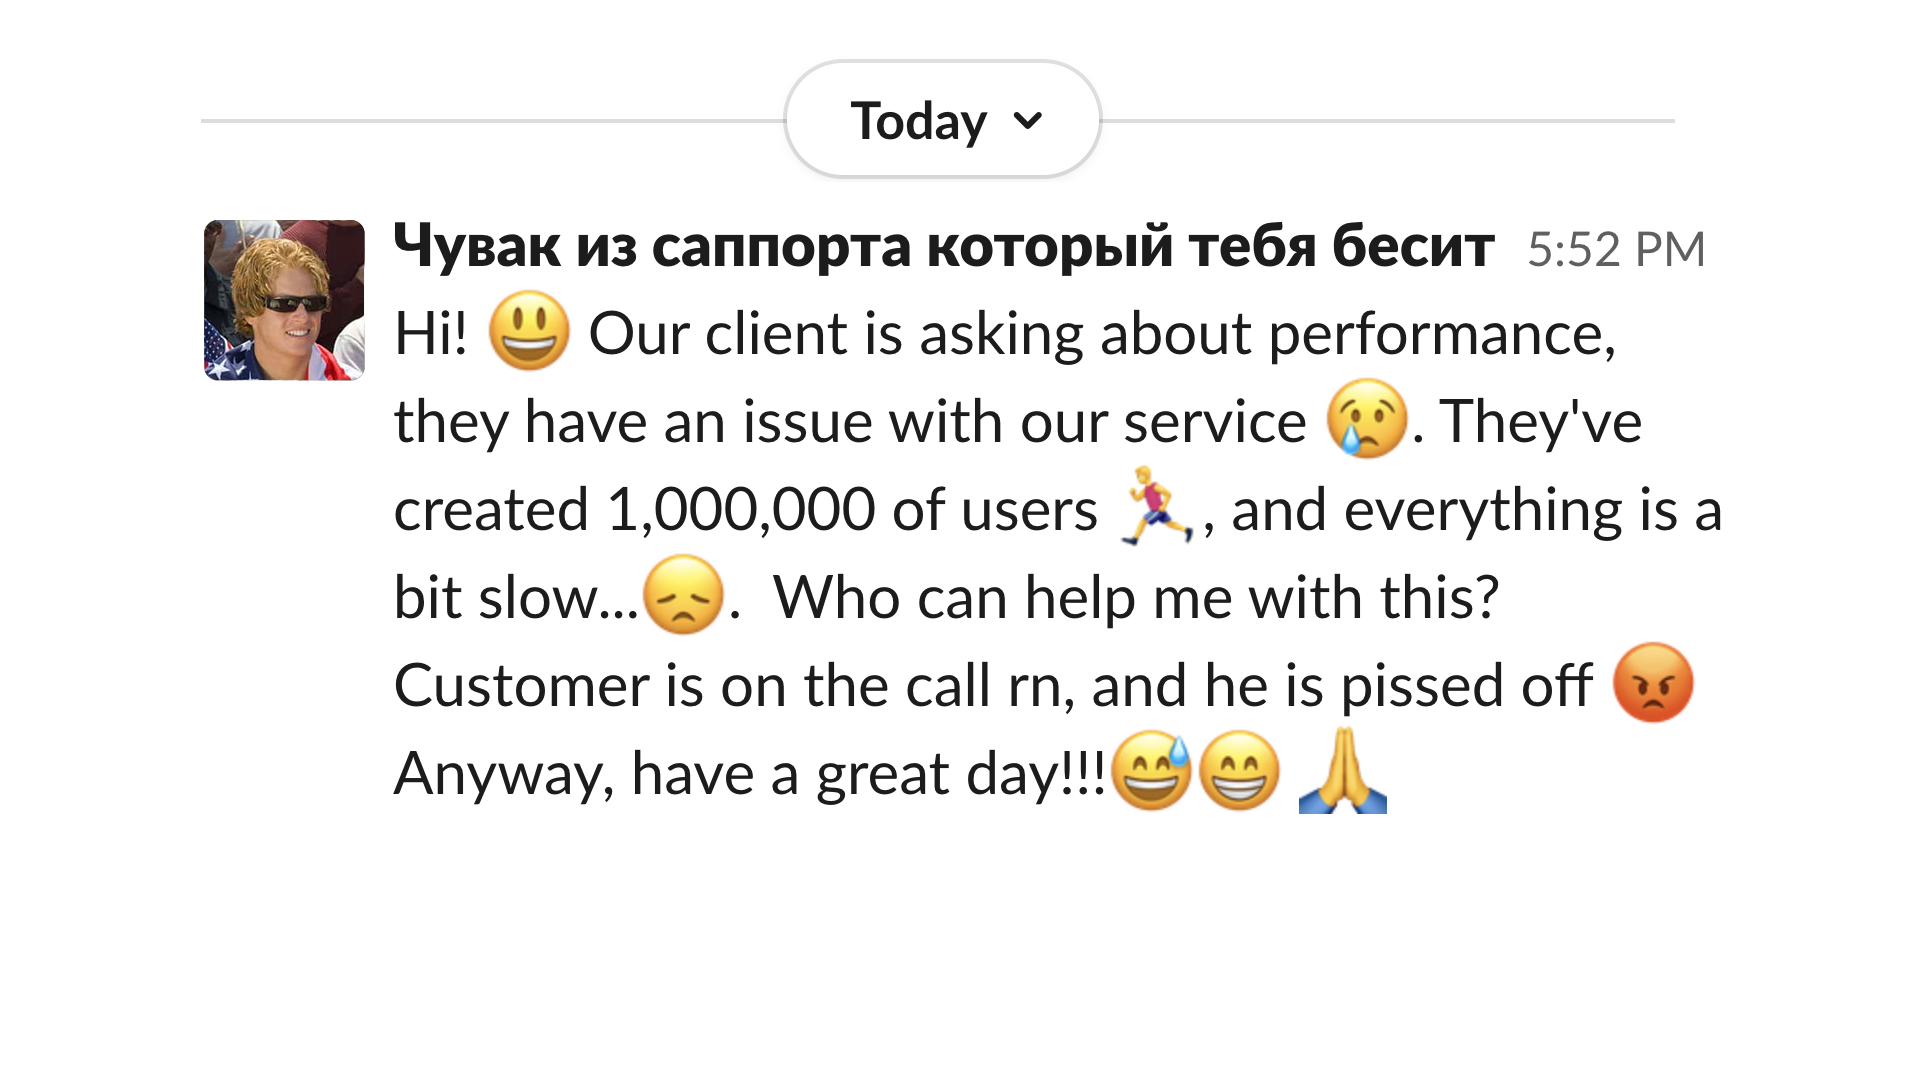 Today
Чувак из саппорта который тебя бесит 5:52 PM
Hi! 😃 Our client is asking about performance,
they have an issue with our service 😢. They've
created 1,000,000 of users 🏃, and everything is a
bit slow...😞.  Who can help me with this?
Customer is on the call rn, and he is pissed off 😡
Anyway, have a great day!!!😅😄 🙏